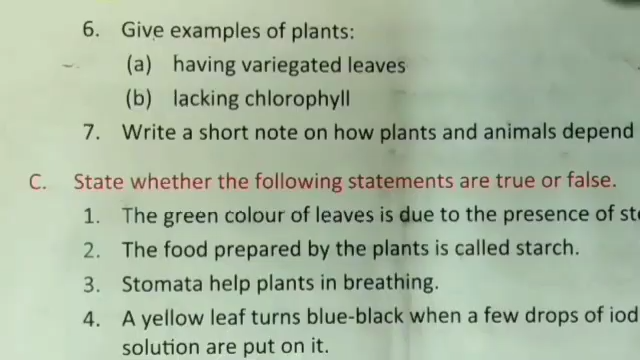 6. Give examples of plants:
(a) having variegated leaves
(b) lacking chlorophyll
7. Write a short note on how plants and animals depend
C. State whether the following statements are true or false.
1. The green colour of leaves is due to the presence of
2. The food prepared by the plants is called starch.
3. Stomata help plants in breathing.
4. A yellow leaf turns blue-black when a few drops of
solution are put on it.